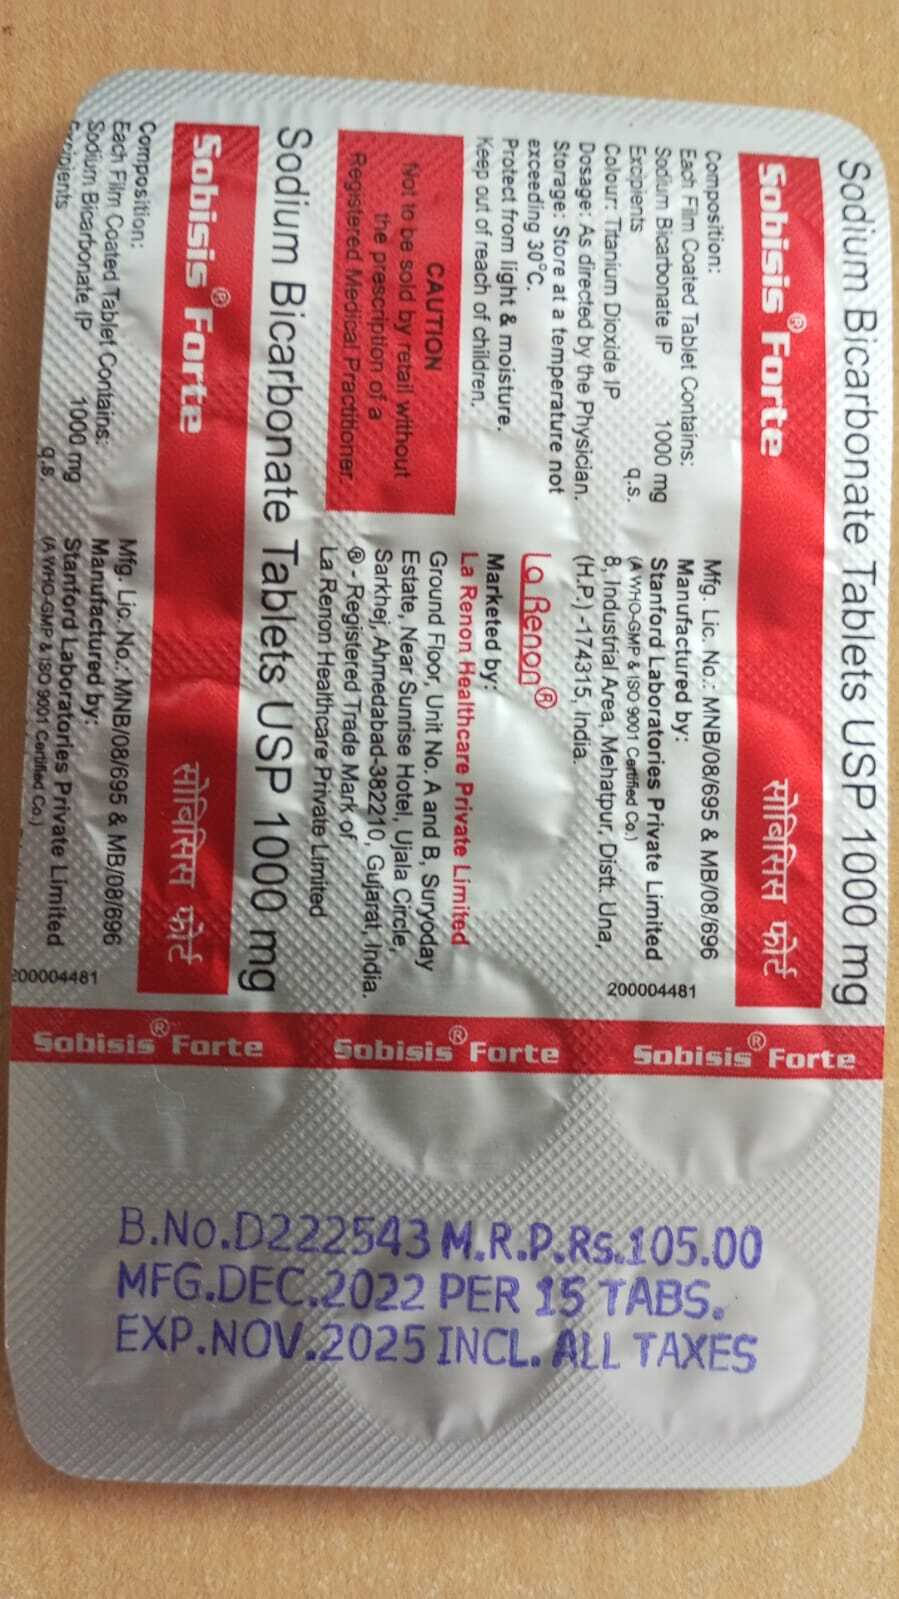 Sodium Bicarbonate Tablets USP 1000 mg
Sobisis® Forte सोबिसिस फोर्ट
Composition:
Each Film Coated Tablet Contains:
Sodium Bicarbonate IP 1000 mg
Excipients q.s.
Colour: Titanium Dioxide IP
Dosage: As directed by the Physician.
Storage: Store at a temperature not
exceeding 30°C.
Protect from light & moisture.
Keep out of reach of children.
CAUTION
Not to be sold by retail without
the prescription of a
Registered Medical Practitioner.
Mfg. Lic. No.: MNB/08/695 & MB/08/696
Manufactured by:
Stanford Laboratories Private Limited
(A WHO-GMP & ISO 9001 Certified Co.)
8, Industrial Area, Mehatpur, Distt. Una,
(H.P.) -174315, India.
200004481
La Renon®
Marketed by:
La Renon Healthcare Private Limited
Ground Floor, Unit No. A and B, Suryoday
Estate, Near Sunrise Hotel, Ujala Circle,
Sarkhej, Ahmedabad-382210, Gujarat, India.
® - Registered Trade Mark of
La Renon Healthcare Private Limited
Sodium Bicarbonate Tablets USP 1000 mg
Sobisis® Forte सोबिसिस फोर्ट
Composition:
Each Film Coated Tablet Contains:
Sodium Bicarbonate IP 1000 mg
Excipients q.s.
Mfg. Lic. No.: MNB/08/695 & MB/08/696
Manufactured by:
Stanford Laboratories Private Limited
(A WHO-GMP & ISO 9001 Certified Co.)
200004481
Sobisis® Forte
Sobisis® Forte
Sobisis® Forte
B.No.D222543 M.R.P.Rs.105.00
MFG.DEC.2022 PER 15 TABS.
EXP.NOV.2025 INCL. ALL TAXES